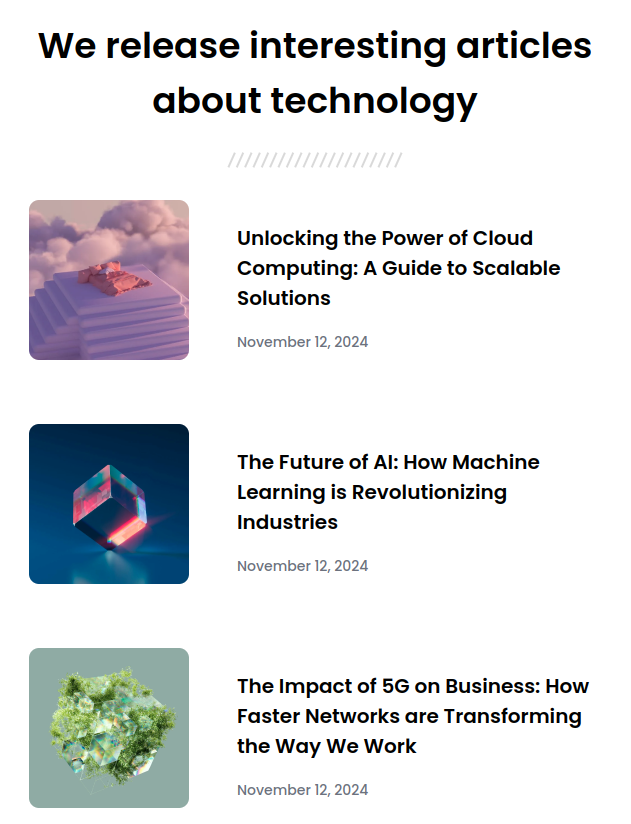 We release interesting articles
about technology
Unlocking the Power of Cloud
Computing: A Guide to Scalable
Solutions
November 12, 2024
The Future of AI: How Machine
Learning is Revolutionizing
Industries
November 12, 2024
The Impact of 5G on Business: How
Faster Networks are Transforming
the Way We Work
November 12, 2024